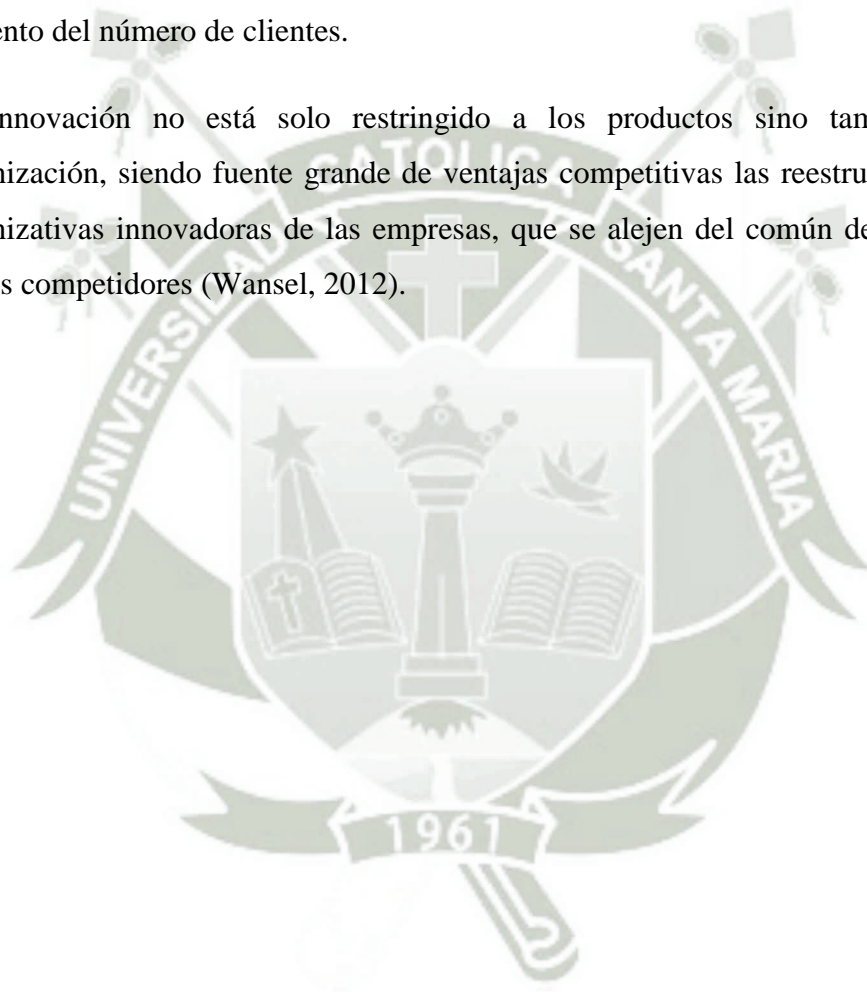 ento del número de clientes.
nnovación no está solo restringido a los productos sino tam
nización, siendo fuente grande de ventajas competitivas las reestru
nizativas innovadoras de las empresas, que se alejen del común de
s competidores (Wansel, 2012).
UNIVERSIDAD CATOLICA SANTA MARIA
1961